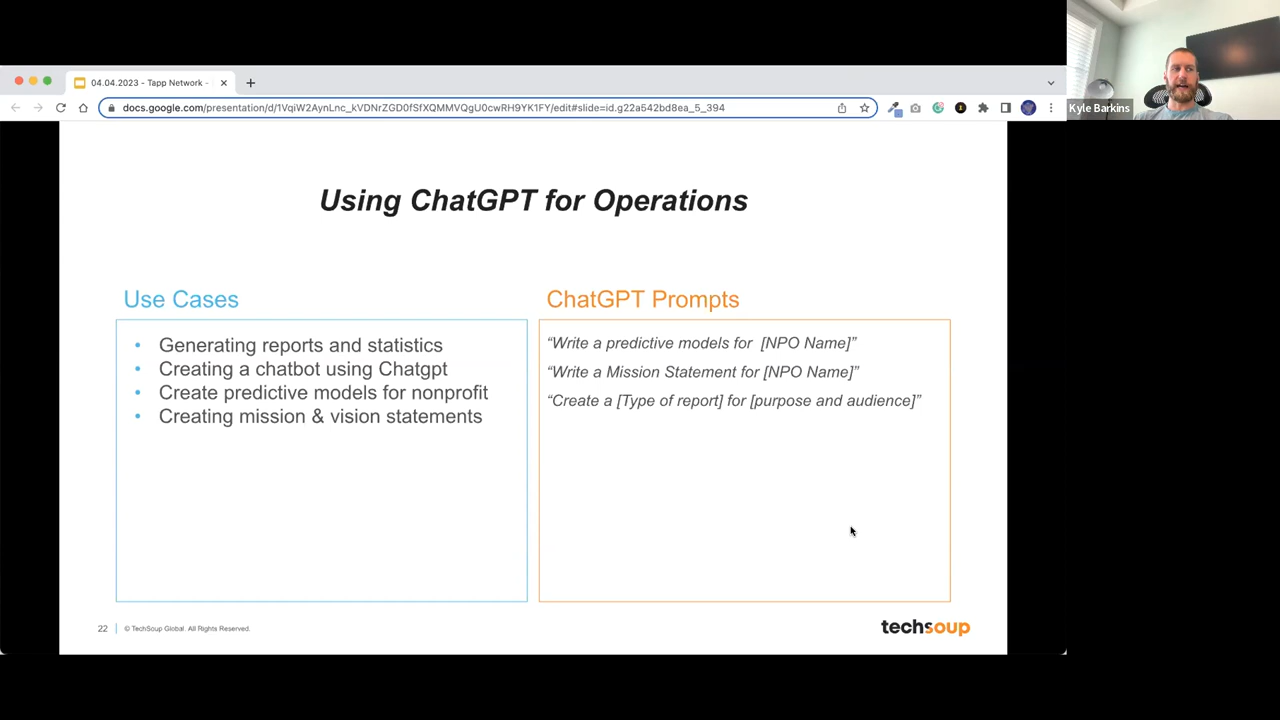 04.04.2023 - Tapp Network -
docs.google.com/presentation/d/1VqiW2AynLnc_kVDNrZGD0fSfXQMMVQgU0cwRH9YK1FY/edit#slide=id.g22a542bd8ea_5_394
Kyle Barkins
Using ChatGPT for Operations
Use Cases
• Generating reports and statistics
• Creating a chatbot using Chatgpt
• Create predictive models for nonprofit
• Creating mission & vision statements
ChatGPT Prompts
“Write a predictive models for [NPO Name]”
“Write a Mission Statement for [NPO Name]”
“Create a [Type of report] for [purpose and audience]”
22 © TechSoup Global. All Rights Reserved.
techsoup